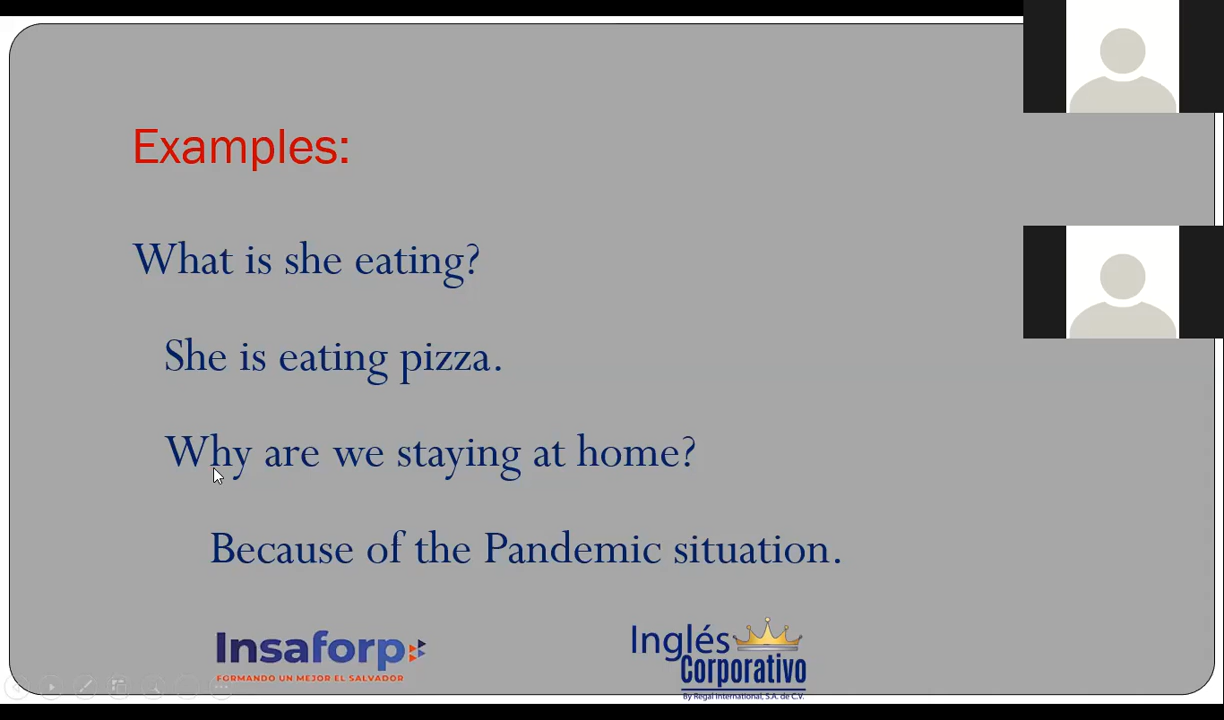 Examples:
What is she eating?
She is eating pizza.
Why are we staying at home?
Because of the Pandemic situation.
Insaforp
FORMANDO UN MEJOR EL SALVADOR
Inglés
Corporativo
By Regal International, S.A. de C.V.